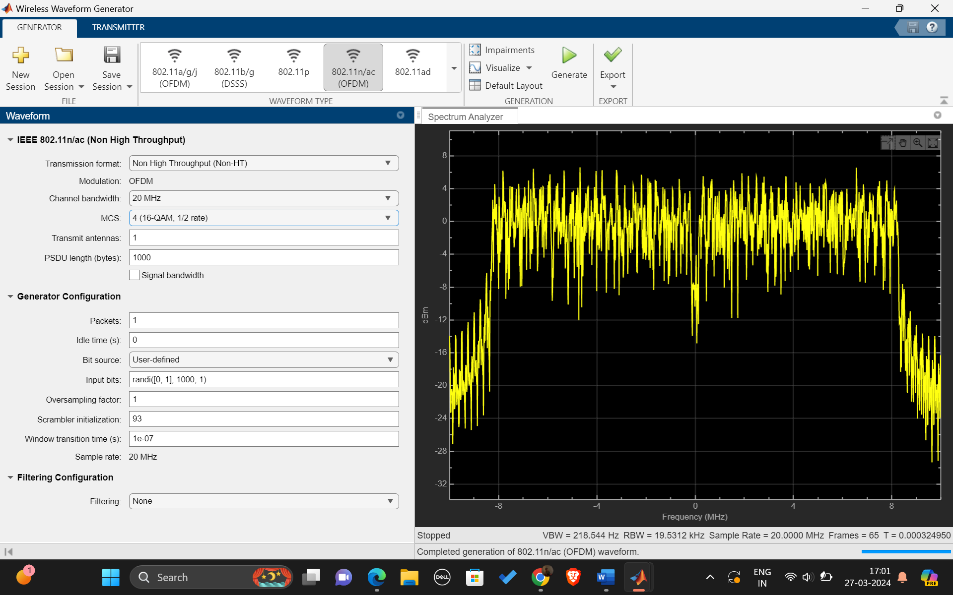 Wireless Waveform Generator
GENERATOR TRANSMITTER
New Session
Open Session
Save Session
FILE
802.11a/g/j (OFDM)
802.11b/g (DSSS)
802.11p
802.11n/ac (OFDM)
802.11ad
WAVEFORM TYPE
Impairments
Visualize
Default Layout
Generate
GENERATION
Export
EXPORT
Waveform
IEEE 802.11n/ac (Non High Throughput)
Transmission format: Non High Throughput (Non-HT)
Modulation: OFDM
Channel bandwidth: 20 MHz
MCS: 4 (16-QAM, 1/2 rate)
Transmit antennas: 1
PSDU length (bytes): 1000
Signal bandwidth
Generator Configuration
Packets: 1
Idle time (s): 0
Bit source: User-defined
Input bits: randi([0, 1], 1000, 1)
Oversampling factor: 1
Scrambler initialization: 93
Window transition time (s): 1e-07
Sample rate: 20 MHz
Filtering Configuration
Filtering None
Spectrum Analyzer
8
4
0
-4
-8
-12
-16
-20
-24
-28
-32
dBm
-8 -4 0 4 8
Frequency (MHz)
Stopped VBW = 218.544 Hz RBW = 19.5312 kHz Sample Rate = 20.0000 MHz Frames = 65 T = 0.000324950
Completed generation of 802.11n/ac (OFDM) waveform.
1
Search
DELL
W
ENG
IN
17:01
27-03-2024
PRE